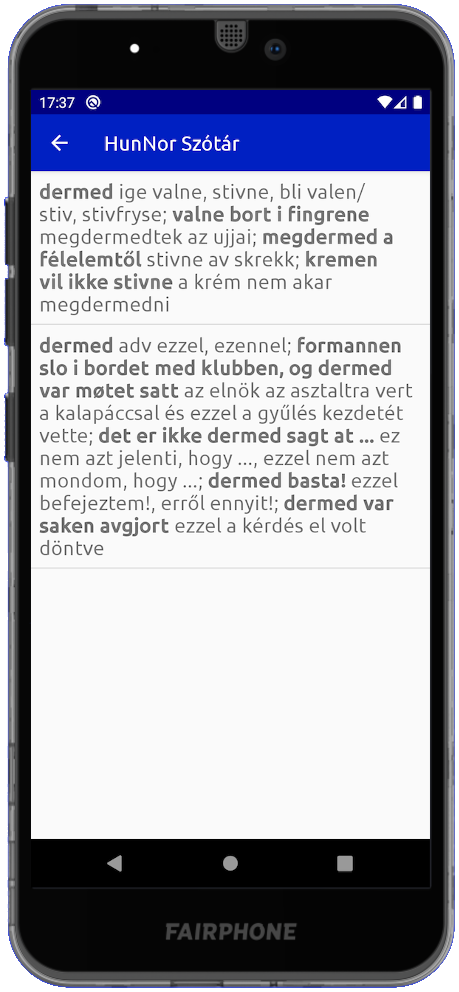 17:37
HunNor Szótár
dermed ige valne, stivne, bli valen/
stiv, stivfryse; valne bort i fingrene
megdermedtek az ujjai; megdermed a
félelemtől stivne av skrekk; kremen
vil ikke stivne a krém nem akar
megdermedni
dermed adv ezzel, ezennel; formannen
slo i bordet med klubben, og dermed
var møtet satt az elnök az asztaltra vert
a kalapáccsal és ezzel a gyűlés kezdetét
vette; det er ikke dermed sagt at ... ez
nem azt jelenti, hogy ..., ezzel nem azt
mondom, hogy ...; dermed basta! ezzel
befejeztem!, erről ennyit!; dermed var
saken avgjort ezzel a kérdés el volt
döntve
FAIRPHONE